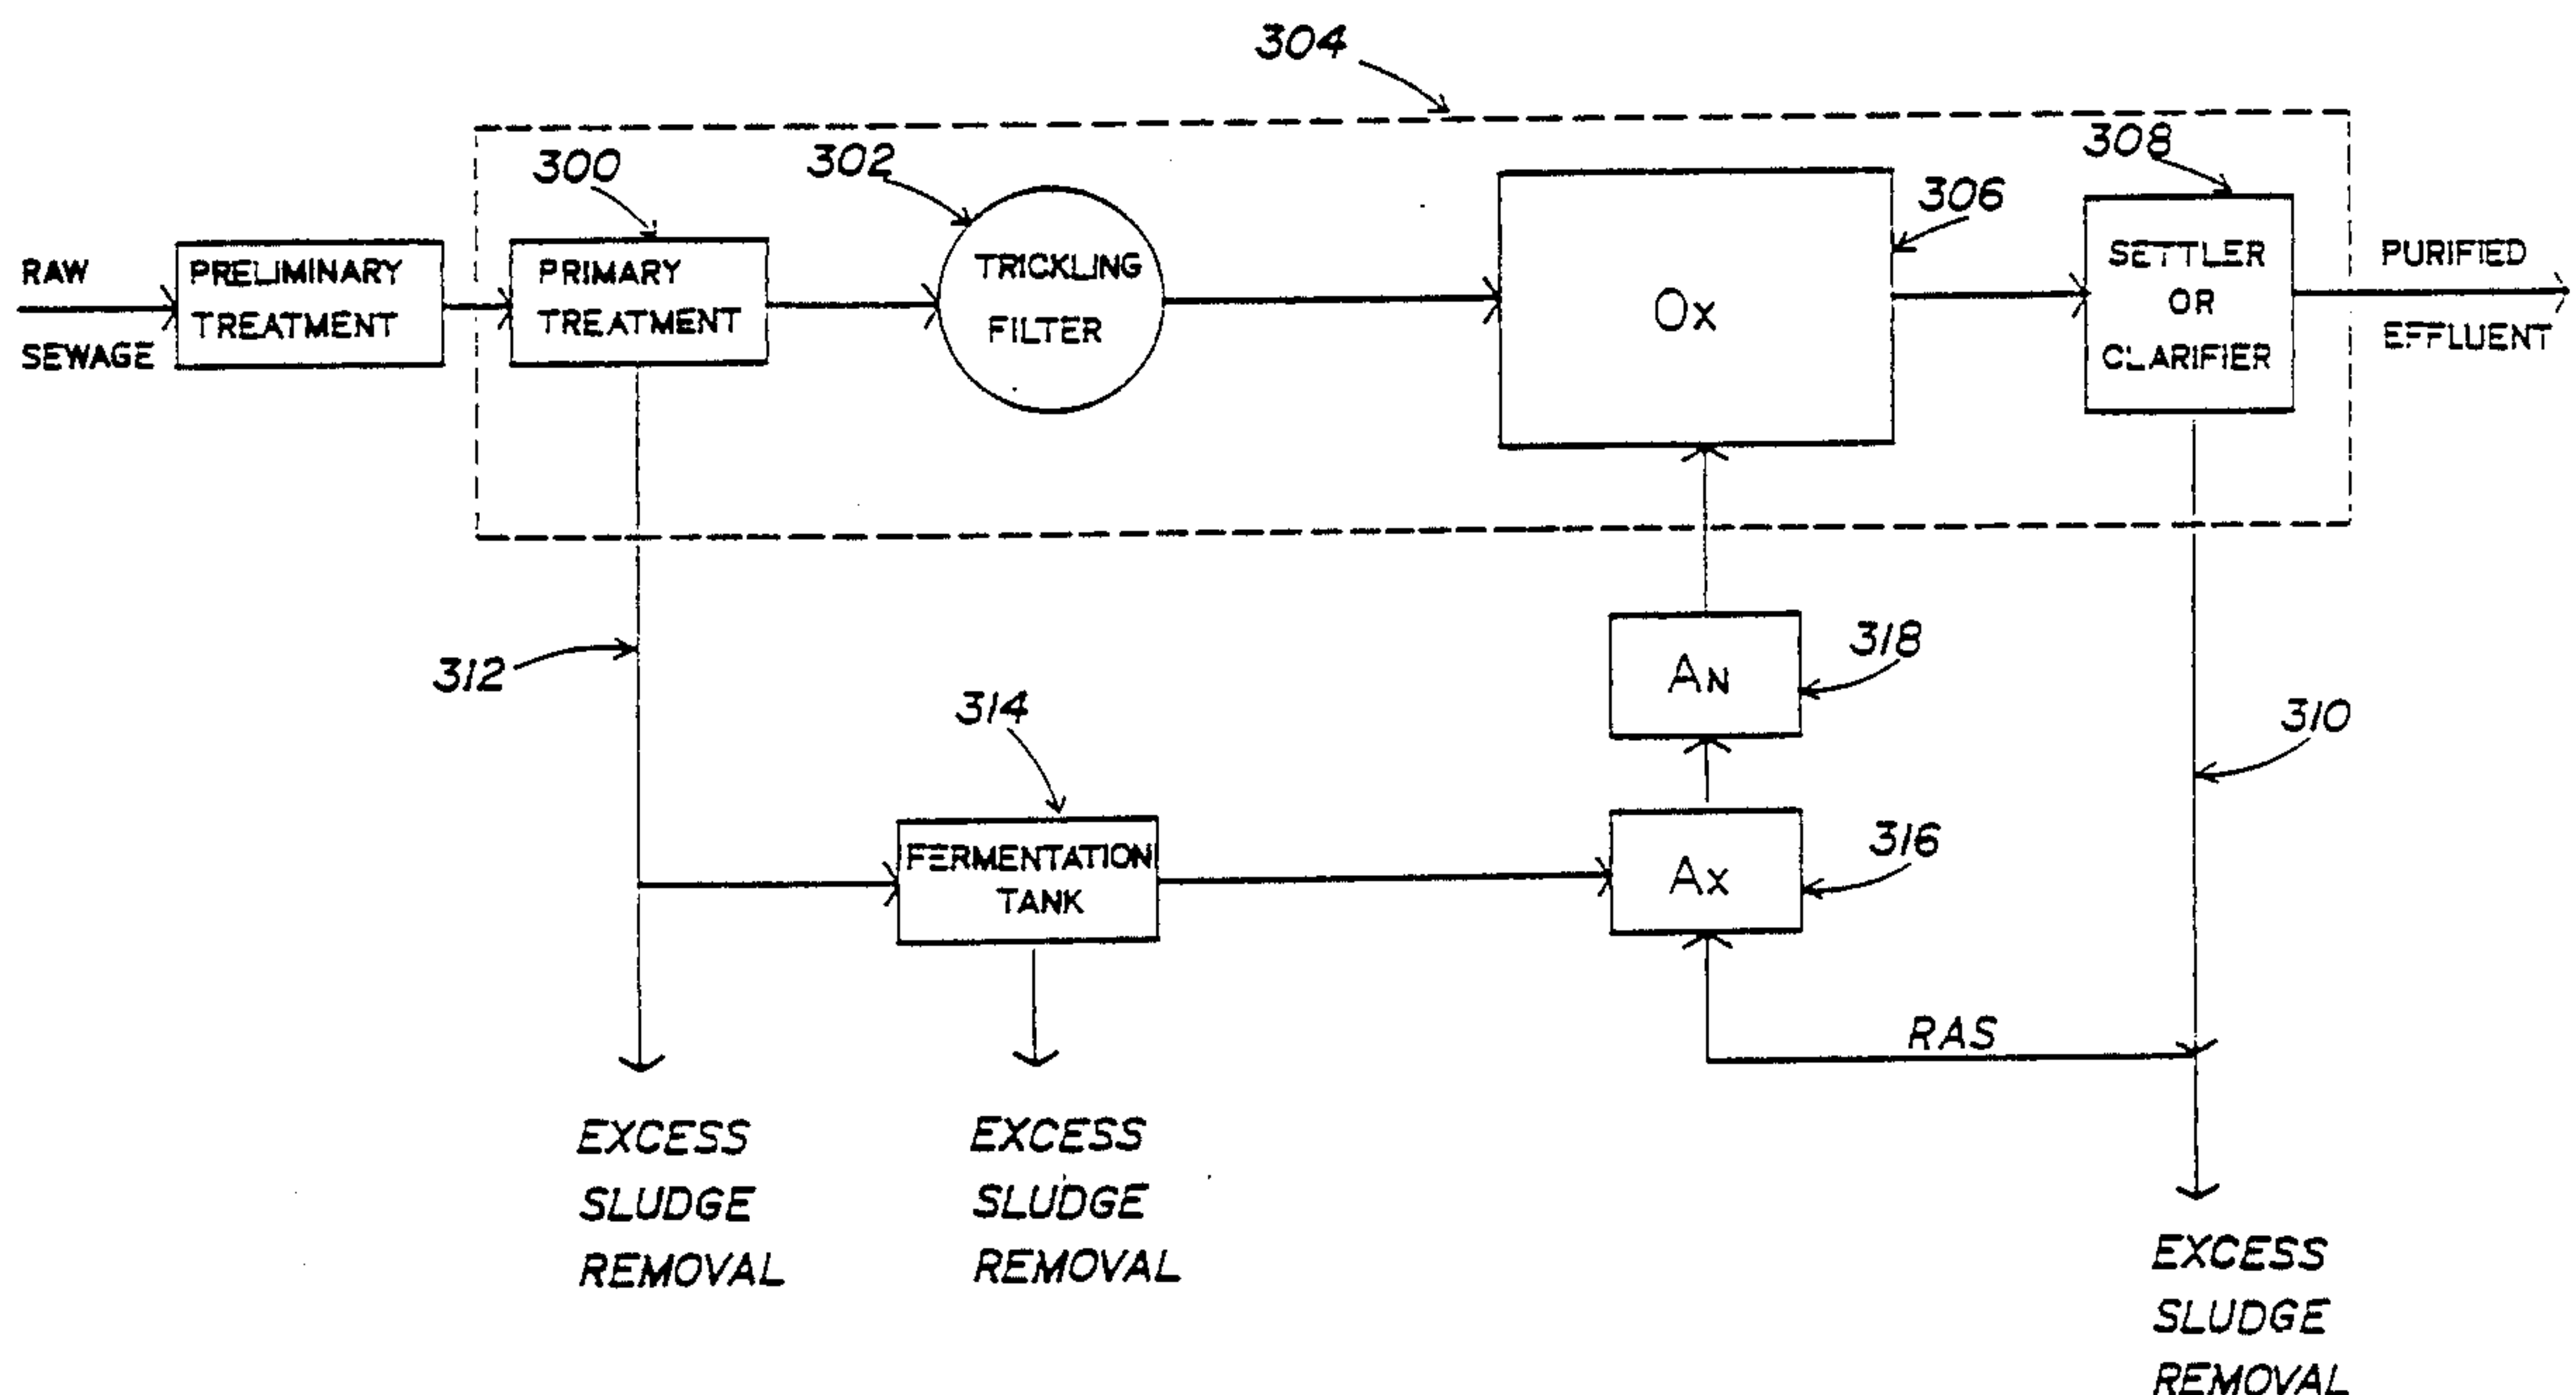 304
300
302
308
306
RAW
SEWAGE
PRELIMINARY
TREATMENT
PRIMARY
TREATMENT
TRICKLING
FILTER
Ox
SETTLER
OR
CLARIFIER
PURIFIED
EFFLUENT
312
314
318
AN
310
316
FERMENTATION
TANK
Ax
RAS
EXCESS
SLUDGE
REMOVAL
EXCESS
SLUDGE
REMOVAL
EXCESS
SLUDGE
REMOVAL